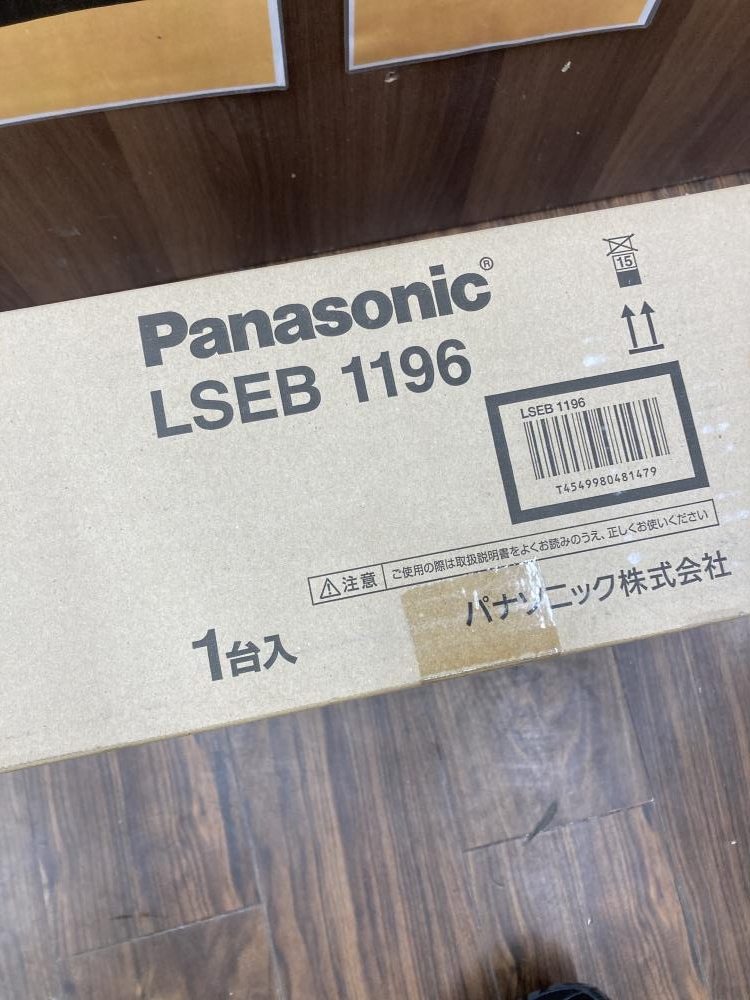 Panasonic®
LSEB 1196
15
LSEB 1196
T4549980481479
注意 ご使用の際は取扱説明書をよくお読みのうえ、正しくお使いください
パナソニック株式会社
1台入